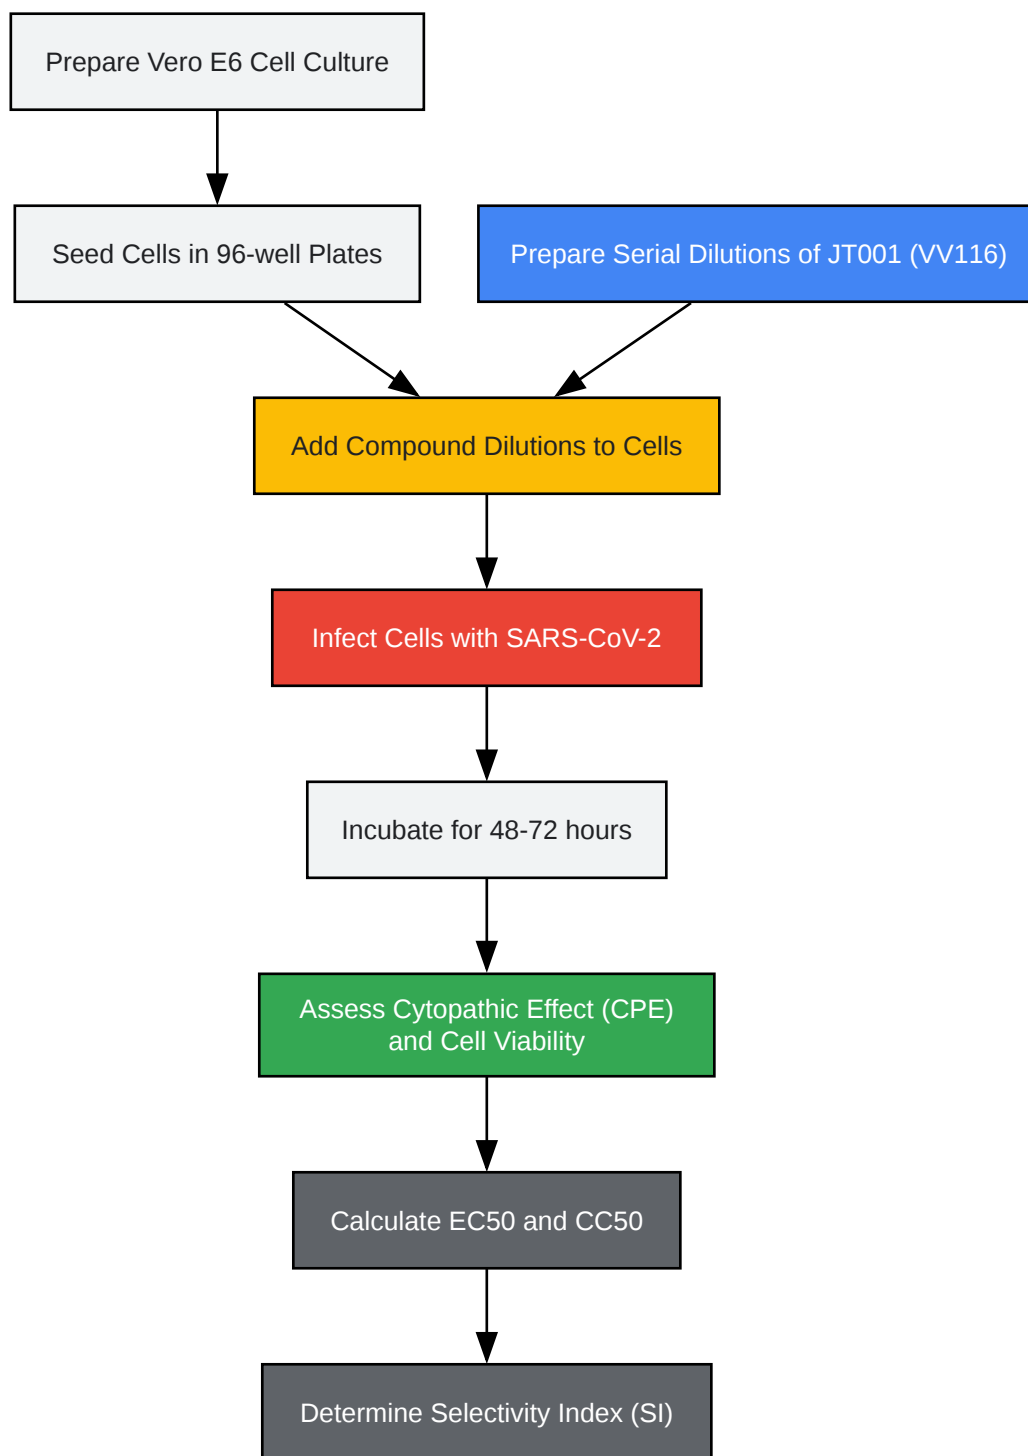 Prepare Vero E6 Cell Culture
Seed Cells in 96-well Plates
Prepare Serial Dilutions of JT001 (VV116)
Add Compound Dilutions to Cells
Infect Cells with SARS-CoV-2
Incubate for 48-72 hours
Assess Cytopathic Effect (CPE)
and Cell Viability
Calculate EC50 and CC50
Determine Selectivity Index (SI)